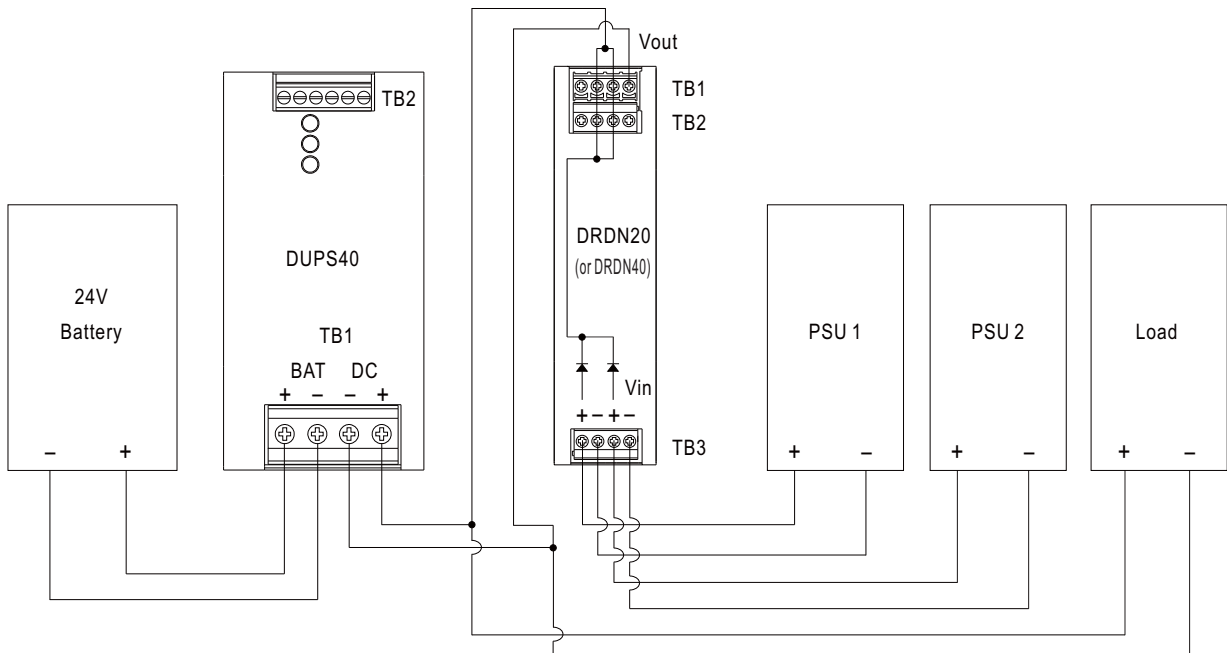 Vout
TB1
TB2
TB2
DUPS40
TB1
BAT DC
+ − − +
24V
Battery
− +
DRDN20
(or DRDN40)
Vin
+ − + −
TB3
PSU 1
+ −
PSU 2
+ −
Load
+ −